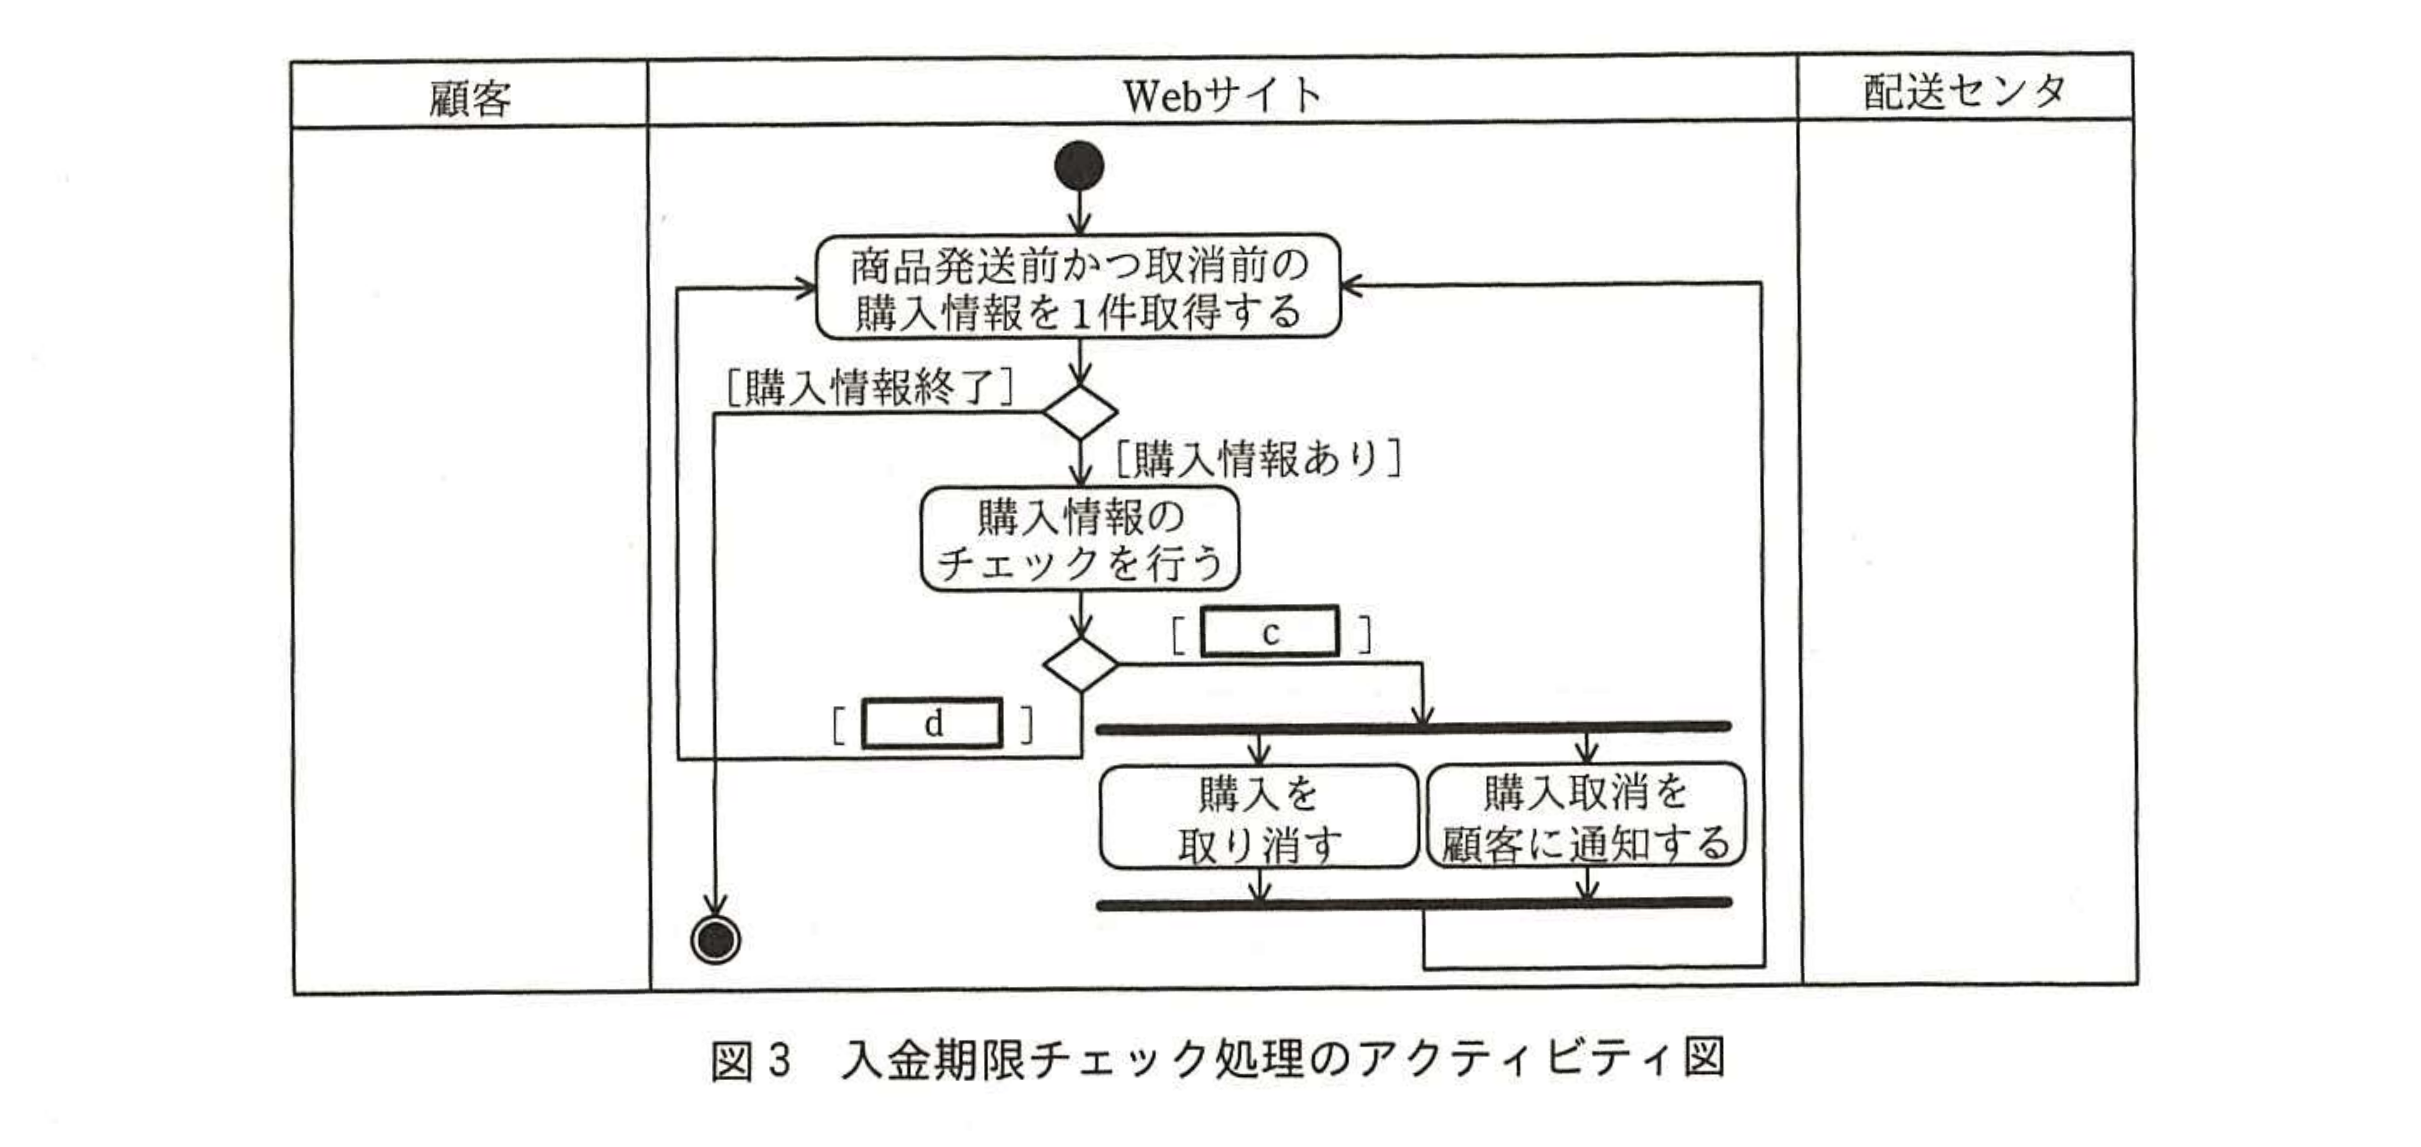 顧客
Webサイト
配送センタ
商品発送前かつ取消前の
購入情報を1件取得する
[購入情報終了]
[購入情報あり]
購入情報の
チェックを行う
[ c ]
[ d ]
購入を
取り消す
購入取消を
顧客に通知する
図3 入金期限チェック処理のアクティビティ図